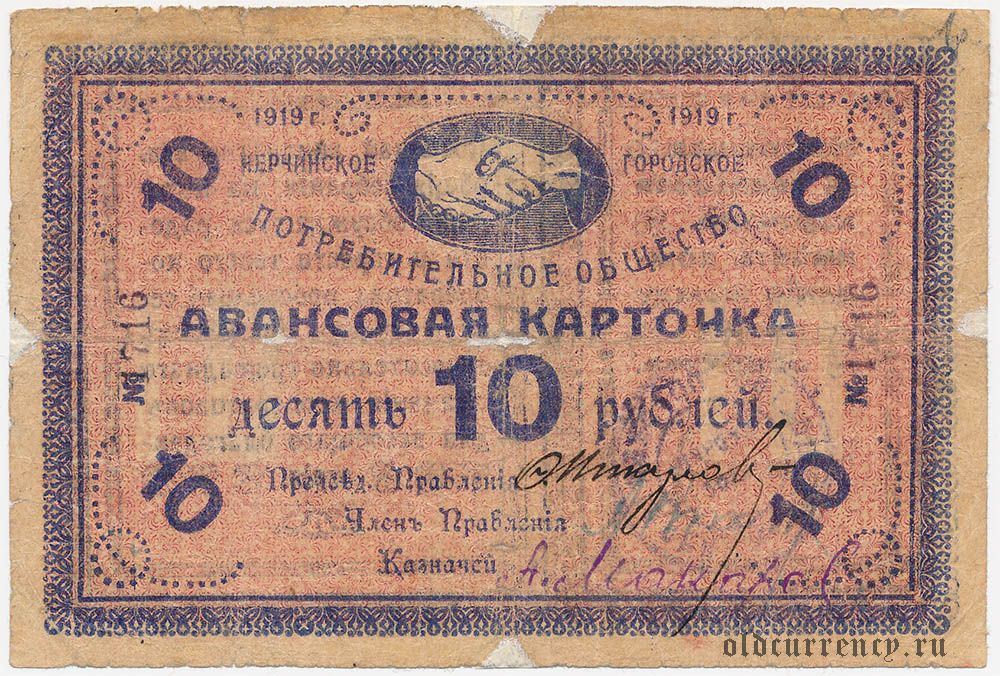 1919 г. 1919 г.
10 10
НЕРЧИНСКОЕ ГОРОДСКОЕ
ПОТРЕБИТЕЛЬНОЕ ОБЩЕСТВО
АВАНСОВАЯ КАРТОЧКА
№ 1716 № 1716
десять 10 рублей.
10 10
Предсѣд. Правленія
Членъ Правленія
Казначей
oldcurrency.ru